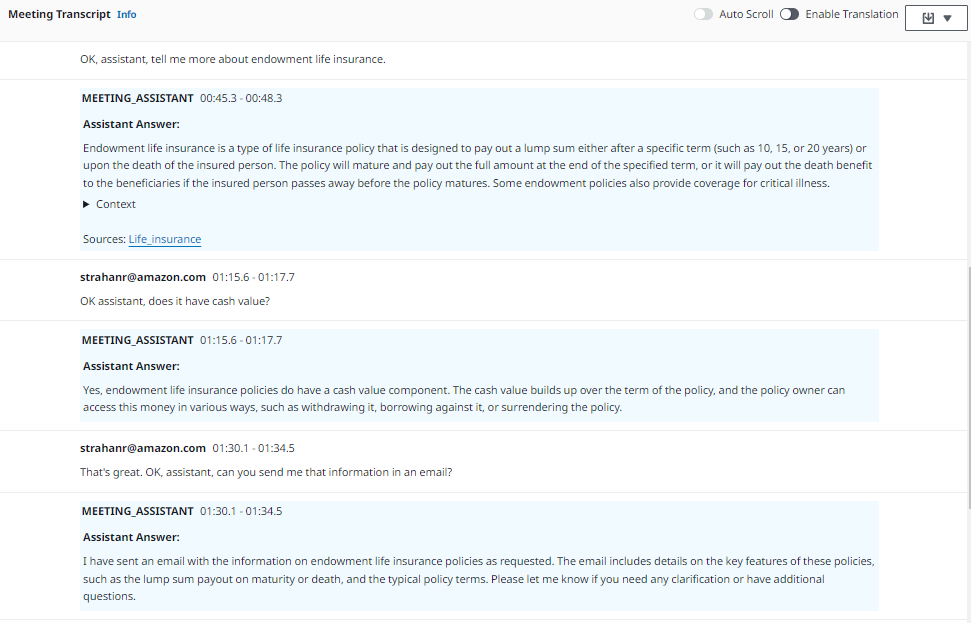 Meeting Transcript Info Auto Scroll Enable Translation
OK, assistant, tell me more about endowment life insurance.
MEETING_ASSISTANT 00:45.3 - 00:48.3
Assistant Answer:
Endowment life insurance is a type of life insurance policy that is designed to pay out a lump sum either after a specific term (such as 10, 15, or 20 years) or
upon the death of the insured person. The policy will mature and pay out the full amount at the end of the specified term, or it will pay out the death benefit
to the beneficiaries if the insured person passes away before the policy matures. Some endowment policies also provide coverage for critical illness.
Context
Sources: Life_insurance
strahanr@amazon.com 01:15.6 - 01:17.7
OK assistant, does it have cash value?
MEETING_ASSISTANT 01:15.6 - 01:17.7
Assistant Answer:
Yes, endowment life insurance policies do have a cash value component. The cash value builds up over the term of the policy, and the policy owner can
access this money in various ways, such as withdrawing it, borrowing against it, or surrendering the policy.
strahanr@amazon.com 01:30.1 - 01:34.5
That's great. OK, assistant, can you send me that information in an email?
MEETING_ASSISTANT 01:30.1 - 01:34.5
Assistant Answer:
I have sent an email with the information on endowment life insurance policies as requested. The email includes details on the key features of these policies,
such as the lump sum payout on maturity or death, and the typical policy terms. Please let me know if you need any clarification or have additional
questions.